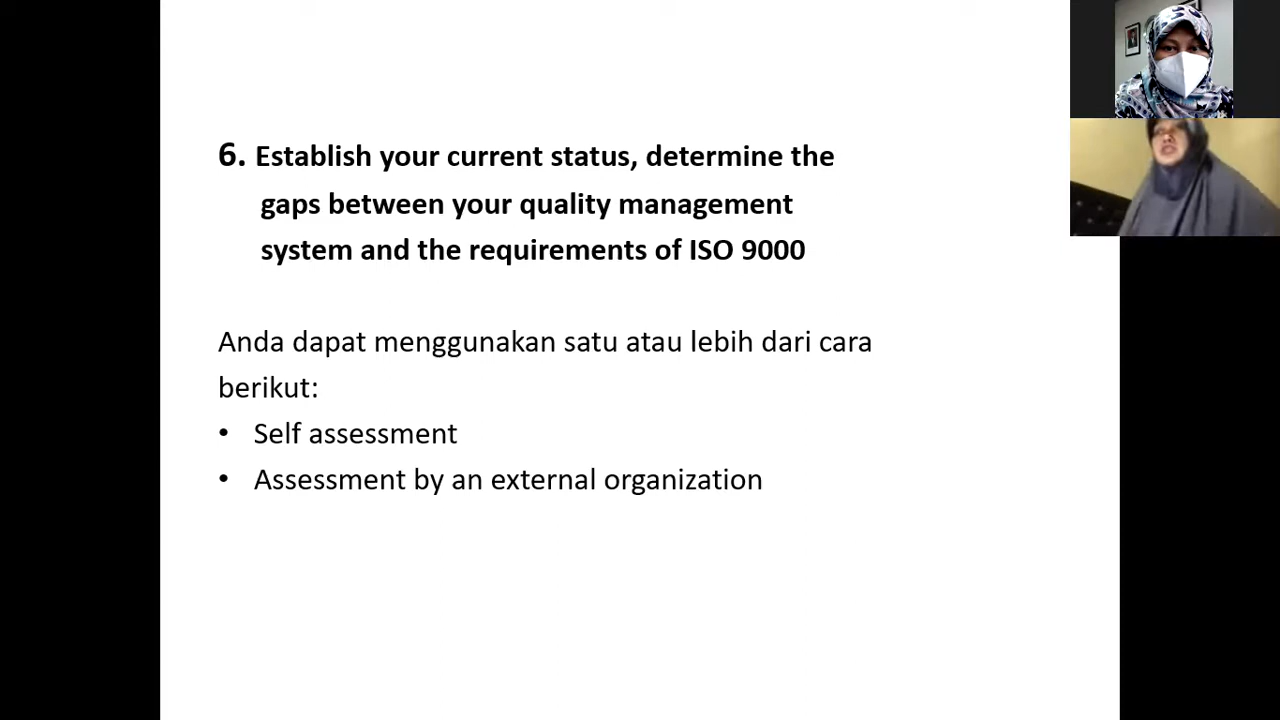 6. Establish your current status, determine the
gaps between your quality management
system and the requirements of ISO 9000
Anda dapat menggunakan satu atau lebih dari cara
berikut:
• Self assessment
• Assessment by an external organization